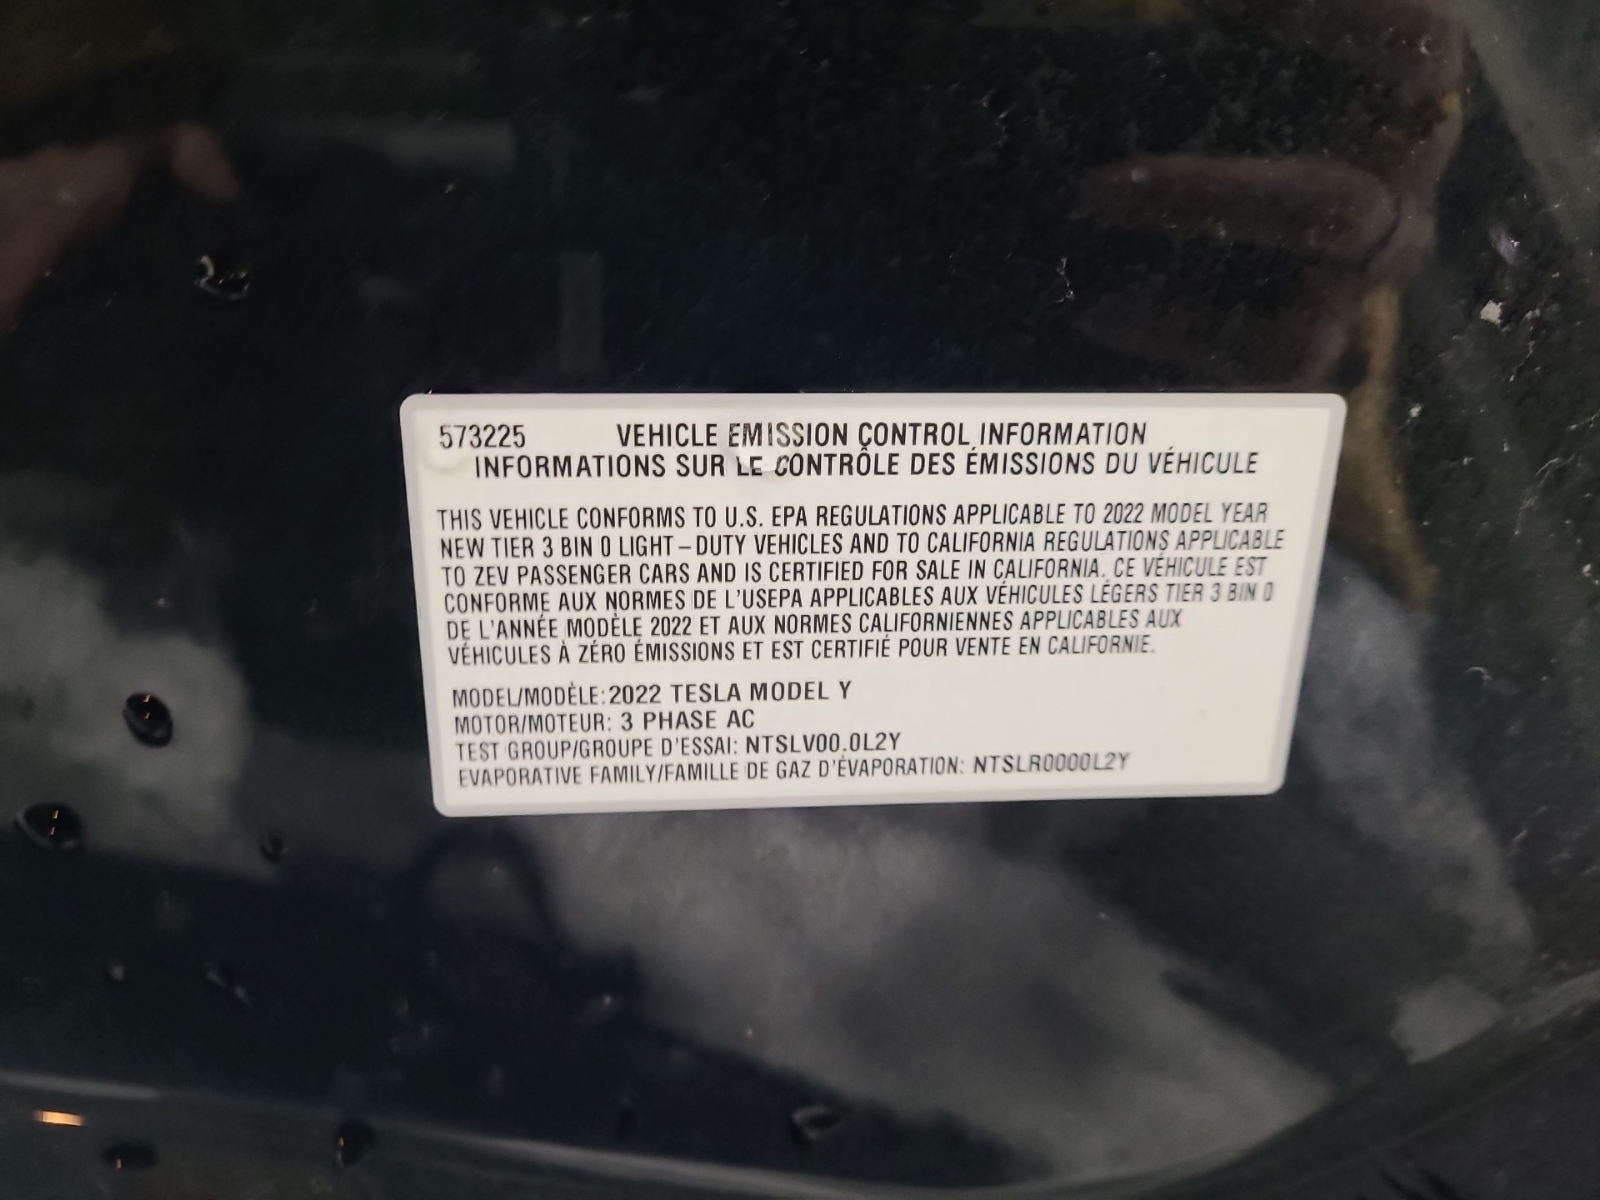 573225 VEHICLE EMISSION CONTROL INFORMATION
INFORMATIONS SUR LE CONTRÔLE DES ÉMISSIONS DU VÉHICULE
THIS VEHICLE CONFORMS TO U.S. EPA REGULATIONS APPLICABLE TO 2022 MODEL YEAR
NEW TIER 3 BIN 0 LIGHT-DUTY VEHICLES AND TO CALIFORNIA REGULATIONS APPLICABLE
TO ZEV PASSENGER CARS AND IS CERTIFIED FOR SALE IN CALIFORNIA. CE VÉHICULE EST
CONFORME AUX NORMES DE L'USEPA APPLICABLES AUX VÉHICULES LÉGERS TIER 3 BIN 0
DE L'ANNÉE MODÈLE 2022 ET AUX NORMES CALIFORNIENNES APPLICABLES AUX
VÉHICULES À ZÉRO ÉMISSIONS ET EST CERTIFIÉ POUR VENTE EN CALIFORNIE.
MODEL/MODÈLE: 2022 TESLA MODEL Y
MOTOR/MOTEUR: 3 PHASE AC
TEST GROUP/GROUPE D'ESSAI: NTSLV00.0L2Y
EVAPORATIVE FAMILY/FAMILLE DE GAZ D'ÉVAPORATION: NTSLR0000L2Y